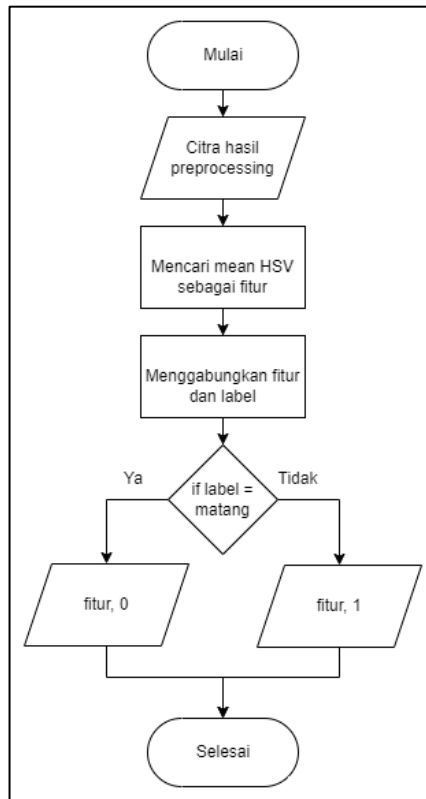 Mulai
Citra hasil
preprocessing
Mencari mean HSV
sebagai fitur
Menggabungkan fitur
dan label
Ya
Tidak
if label =
matang
fitur, 0
fitur, 1
Selesai